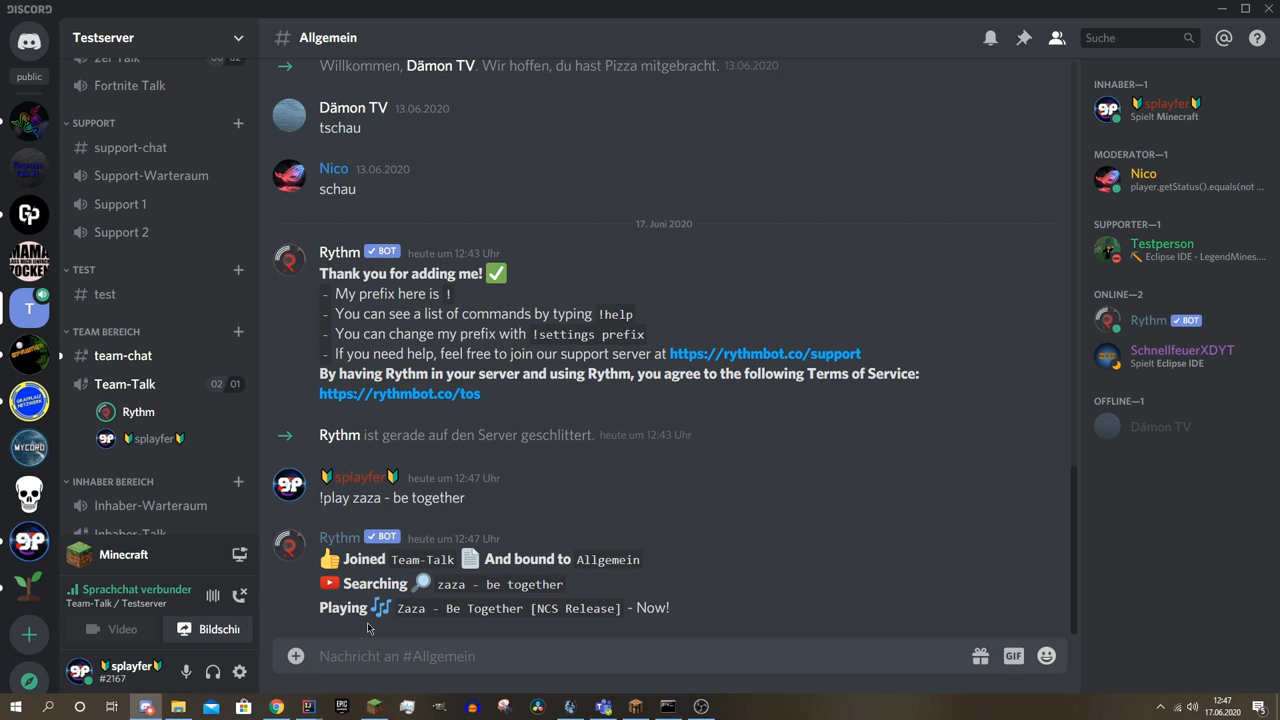 DISCORD
Testserver
# Allgemein
Suche
public
2er Talk
Fortnite Talk
SUPPORT
support-chat
Support-Warteraum
Support 1
Support 2
TEST
test
TEAM BEREICH
team-chat
Team-Talk 02 01
Rythm
splayfer
INHABER BEREICH
Inhaber-Warteraum
Inhaber-Talk
Minecraft
Sprachchat verbunden
Team-Talk / Testserver
Video
Bildschi
splayfer
#2167
Willkommen, Dämon TV. Wir hoffen, du hast Pizza mitgebracht. 13.06.2020
Dämon TV 13.06.2020
tschau
Nico 13.06.2020
schau
17. Juni 2020
Rythm BOT heute um 12:43 Uhr
Thank you for adding me! ✅
- My prefix here is !
- You can see a list of commands by typing !help
- You can change my prefix with !settings prefix
- If you need help, feel free to join our support server at https://rythmbot.co/support
By having Rythm in your server and using Rythm, you agree to the following Terms of Service:
https://rythmbot.co/tos
Rythm ist gerade auf den Server geschlittert. heute um 12:43 Uhr
🔰splayfer🔰 heute um 12:47 Uhr
!play zaza - be together
Rythm BOT heute um 12:47 Uhr
👍 Joined Team-Talk 📄 And bound to Allgemein
Searching 🔎 zaza - be together
Playing 🎶 Zaza - Be Together [NCS Release] - Now!
Nachricht an #Allgemein
GIF
INHABER—1
🔰splayfer🔰
Spielt Minecraft
MODERATOR—1
Nico
player.getStatus().equals(not ...
SUPPORTER—1
Testperson
Eclipse IDE - LegendMines...
ONLINE—2
Rythm BOT
SchnellfeuerXDYT
Spielt Eclipse IDE
OFFLINE—1
Dämon TV
12:47
17.06.2020